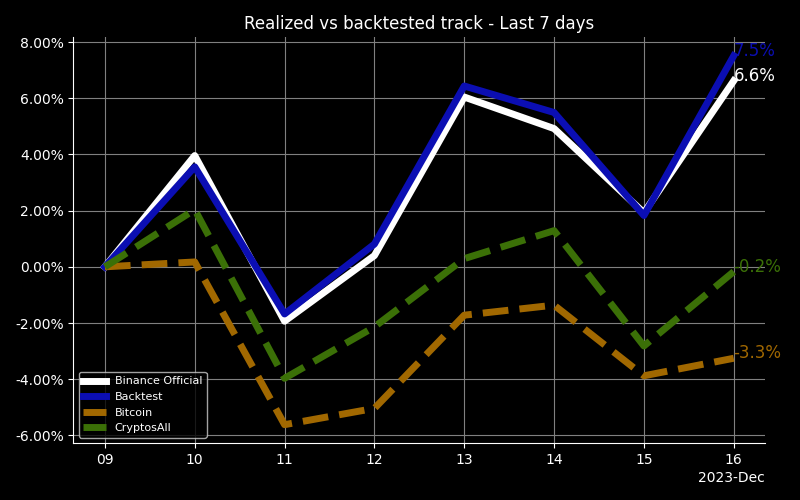 Realized vs backtested track - Last 7 days
8.00%
6.00%
4.00%
2.00%
0.00%
-2.00%
-4.00%
-6.00%
7.5%
6.6%
-0.2%
-3.3%
Binance Official
Backtest
Bitcoin
CryptosAll
09 10 11 12 13 14 15 16
2023-Dec